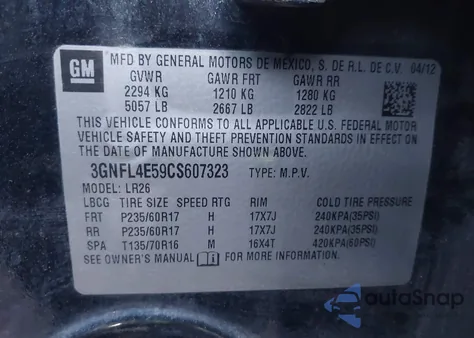 GM
MFD BY GENERAL MOTORS DE MEXICO, S. DE R.L. DE C.V. 04/12
GVWR GAWR FRT GAWR RR
2294 KG 1210 KG 1280 KG
5057 LB 2667 LB 2822 LB
THIS VEHICLE CONFORMS TO ALL APPLICABLE U.S. FEDERAL MOTOR
VEHICLE SAFETY AND THEFT PREVENTION STANDARDS IN EFFECT ON THE
DATE OF MANUFACTURE SHOWN ABOVE.
3GNFL4E59CS607323 TYPE: M.P.V.
MODEL: LR26
LBCG TIRE SIZE SPEED RTG RIM COLD TIRE PRESSURE
FRT P235/60R17 H 17X7J 240KPA(35PSI)
RR P235/60R17 H 17X7J 240KPA(35PSI)
SPA T135/70R16 M 16X4T 420KPA(60PSI)
SEE OWNER'S MANUAL FOR MORE INFORMATION
autoSnap